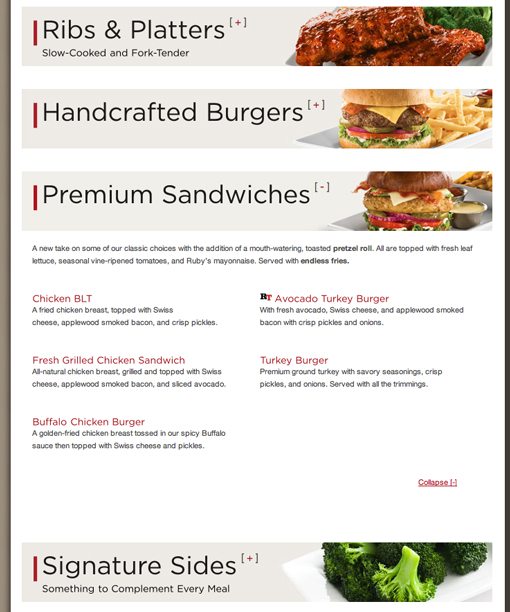 Ribs & Platters [+]
Slow-Cooked and Fork-Tender
Handcrafted Burgers [+]
Premium Sandwiches [-]
A new take on some of our classic choices with the addition of a mouth-watering, toasted pretzel roll. All are topped with fresh leaf
lettuce, seasonal vine-ripened tomatoes, and Ruby's mayonnaise. Served with endless fries.
Chicken BLT
A fried chicken breast, topped with Swiss
cheese, applewood smoked bacon, and crisp pickles.
RT Avocado Turkey Burger
With fresh avocado, Swiss cheese, and applewood smoked
bacon with crisp pickles and onions.
Fresh Grilled Chicken Sandwich
All-natural chicken breast, grilled and topped with Swiss
cheese, applewood smoked bacon, and sliced avocado.
Turkey Burger
Premium ground turkey with savory seasonings, crisp
pickles, and onions. Served with all the trimmings.
Buffalo Chicken Burger
A golden-fried chicken breast tossed in our spicy Buffalo
sauce then topped with Swiss cheese and pickles.
Collapse [-]
Signature Sides [+]
Something to Complement Every Meal